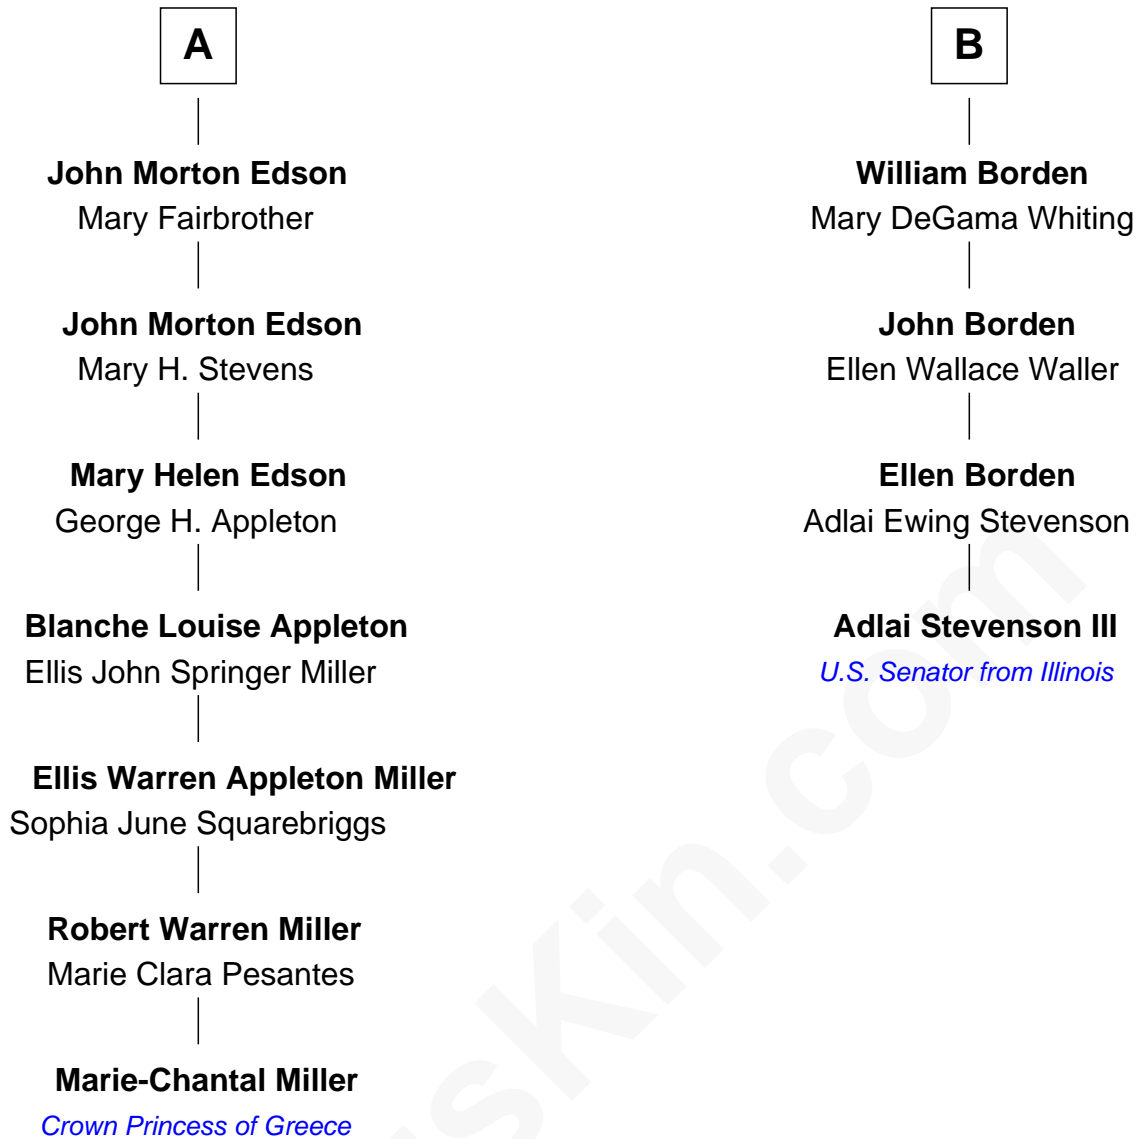 A
John Morton Edson
Mary Fairbrother
John Morton Edson
Mary H. Stevens
Mary Helen Edson
George H. Appleton
Blanche Louise Appleton
Ellis John Springer Miller
Ellis Warren Appleton Miller
Sophia June Squarebriggs
Robert Warren Miller
Marie Clara Pesantes
Marie-Chantal Miller
Crown Princess of Greece
B
William Borden
Mary DeGama Whiting
John Borden
Ellen Wallace Waller
Ellen Borden
Adlai Ewing Stevenson
Adlai Stevenson III
U.S. Senator from Illinois
sKin.com